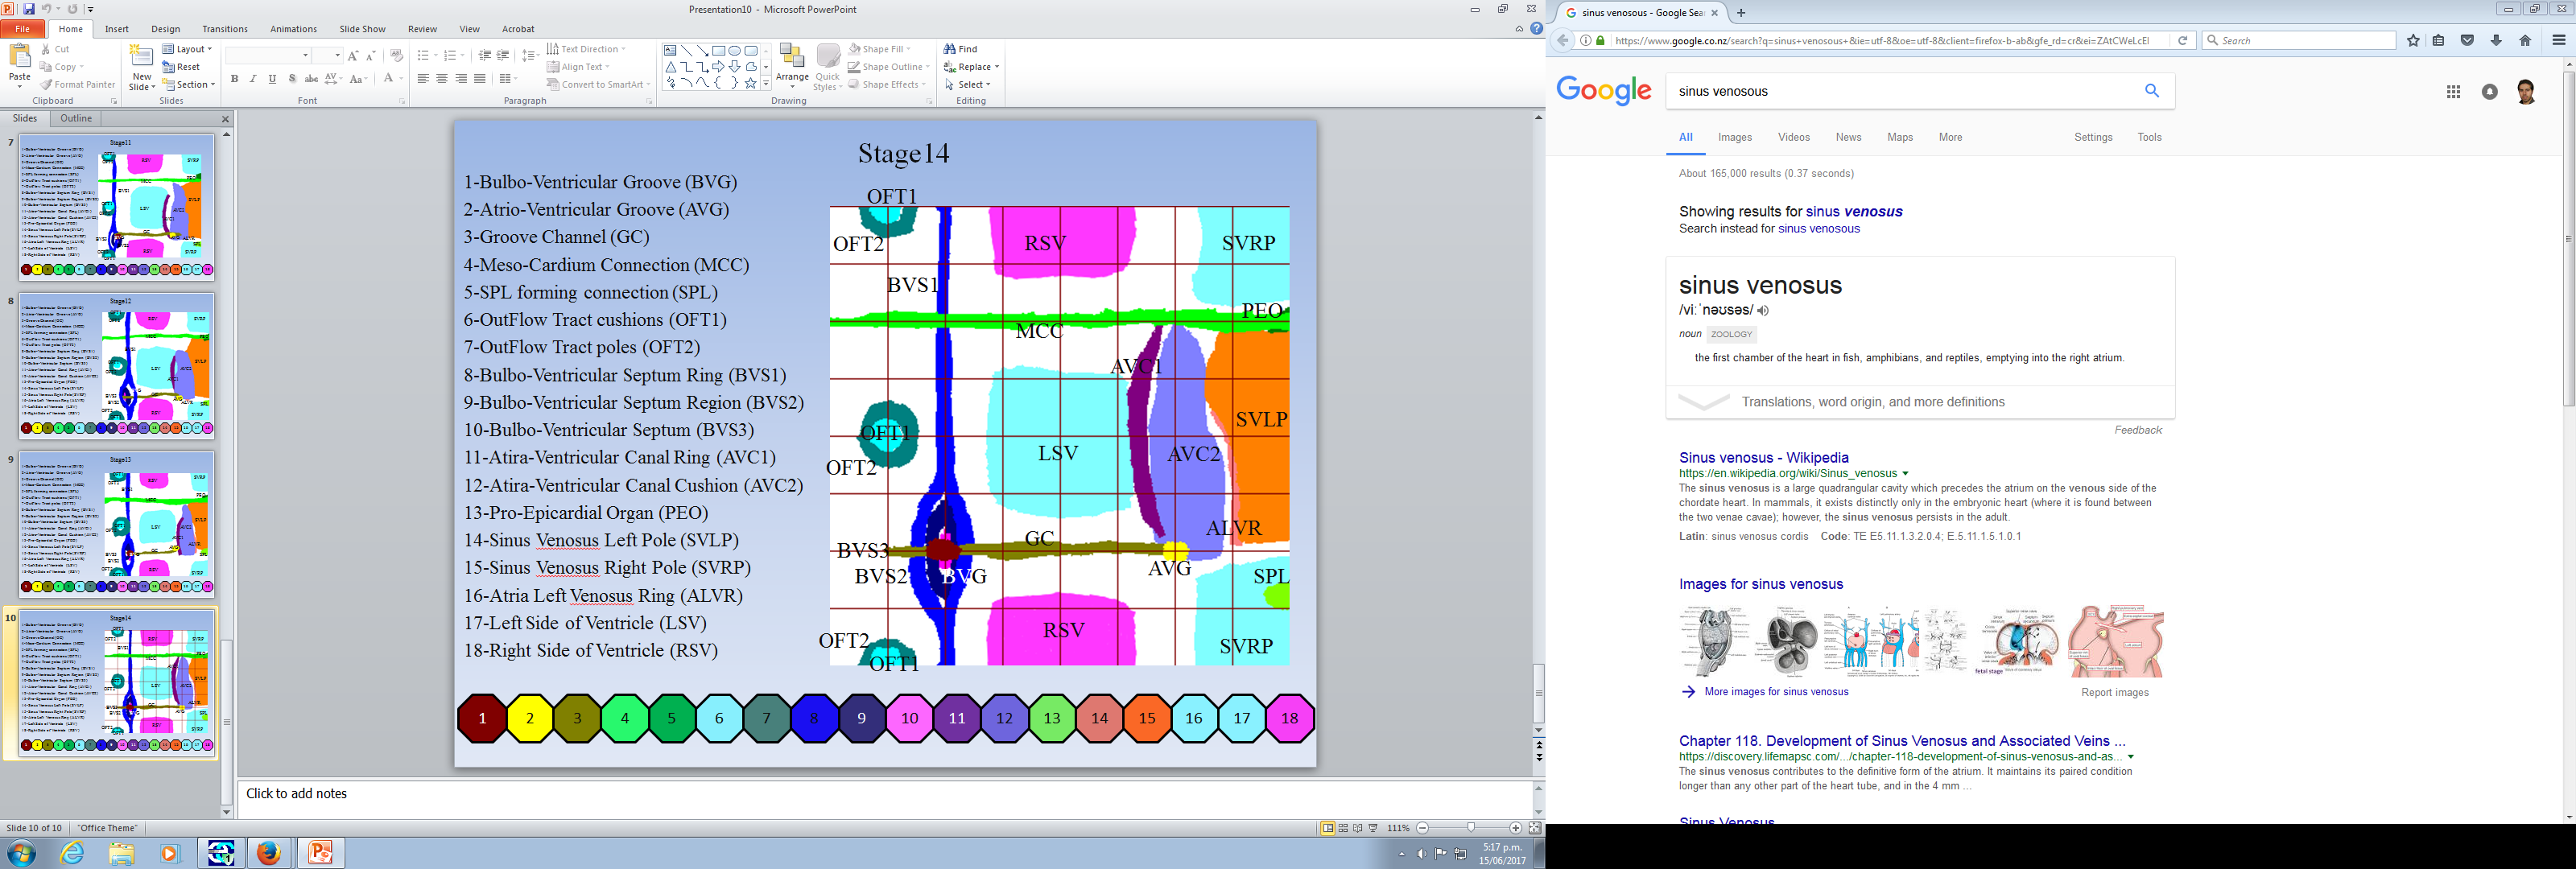 Presentation10 - Microsoft PowerPoint
File Home Insert Design Transitions Animations Slide Show Review View Acrobat
Paste
Cut
Copy
Format Painter
Clipboard
New Slide
Layout
Reset
Section
Slides
Font
Text Direction
Align Text
Convert to SmartArt
Paragraph
Arrange
Quick Styles
Shape Fill
Shape Outline
Shape Effects
Drawing
Find
Replace
Select
Editing
Slides Outline
7
Stage11
8
Stage12
9
Stage13
10
Stage14
Stage14
1-Bulbo-Ventricular Groove (BVG)
2-Atrio-Ventricular Groove (AVG)
3-Groove Channel (GC)
4-Meso-Cardium Connection (MCC)
5-SPL forming connection (SPL)
6-OutFlow Tract cushions (OFT1)
7-OutFlow Tract poles (OFT2)
8-Bulbo-Ventricular Septum Ring (BVS1)
9-Bulbo-Ventricular Septum Region (BVS2)
10-Bulbo-Ventricular Septum (BVS3)
11-Atira-Ventricular Canal Ring (AVC1)
12-Atira-Ventricular Canal Cushion (AVC2)
13-Pro-Epicardial Organ (PEO)
14-Sinus Venosus Left Pole (SVLP)
15-Sinus Venosus Right Pole (SVRP)
16-Atria Left Venosus Ring (ALVR)
17-Left Side of Ventricle (LSV)
18-Right Side of Ventricle (RSV)
OFT1
OFT2
RSV
SVRP
BVS1
PEO
MCC
AVC1
SVLP
OFT1
LSV
AVC2
OFT2
ALVR
GC
BVS3
AVG
BVS2
BVG
SPL
RSV
OFT2
SVRP
OFT1
1 2 3 4 5 6 7 8 9 10 11 12 13 14 15 16 17 18
Click to add notes
Slide 10 of 10 "Office Theme"
111%
5:17 p.m.
15/06/2017
sinus venosous - Google Sea
https://www.google.co.nz/search?q=sinus+venosous+&ie=utf-8&oe=utf-8&client=firefox-b-ab&gfe_rd=cr&ei=ZAtCWeLcEI
Search
Google
sinus venosous
All Images Videos News Maps More Settings Tools
About 165,000 results (0.37 seconds)
Showing results for sinus venosus
Search instead for sinus venosous
sinus venosus
/viːˈnəʊsəs/
noun ZOOLOGY
the first chamber of the heart in fish, amphibians, and reptiles, emptying into the right atrium.
Translations, word origin, and more definitions
Feedback
Sinus venosus - Wikipedia
https://en.wikipedia.org/wiki/Sinus_venosus
The sinus venosus is a large quadrangular cavity which precedes the atrium on the venous side of the
chordate heart. In mammals, it exists distinctly only in the embryonic heart (where it is found between
the two venae cavae); however, the sinus venosus persists in the adult.
Latin: sinus venosus cordis Code: TE E5.11.1.3.2.0.4; E.5.11.1.5.1.0.1
Images for sinus venosus
More images for sinus venosus
Report images
Chapter 118. Development of Sinus Venosus and Associated Veins ...
https://discovery.lifemapsc.com/.../chapter-118-development-of-sinus-venosus-and-as...
The sinus venosus contributes to the definitive form of the atrium. It maintains its paired condition
longer than any other part of the heart tube, and in the 4 mm ...
Sinus Venosus